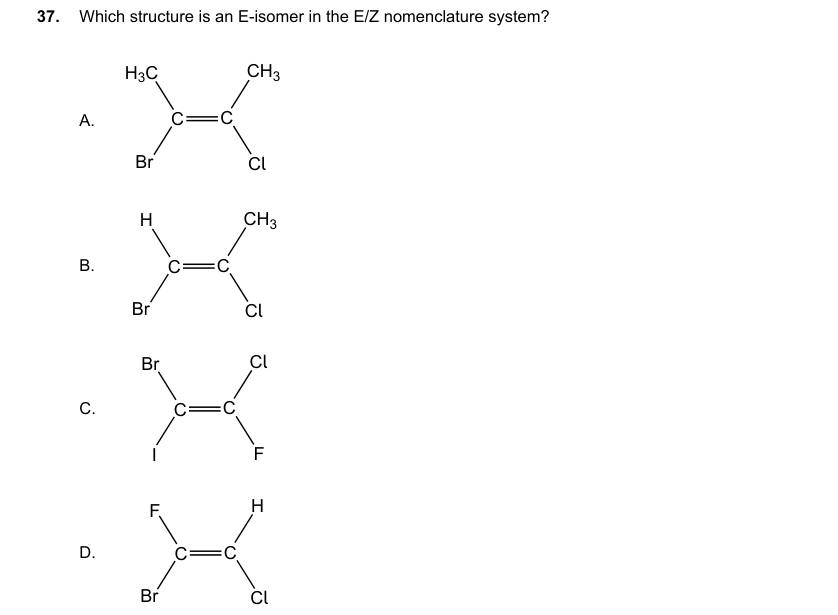 37. Which structure is an E-isomer in the E/Z nomenclature system?
H₃C CH₃
A. C C
Br Cl
H CH₃
B. C C
Br Cl
Br Cl
C. C C
I F
F H
D. C C
Br Cl